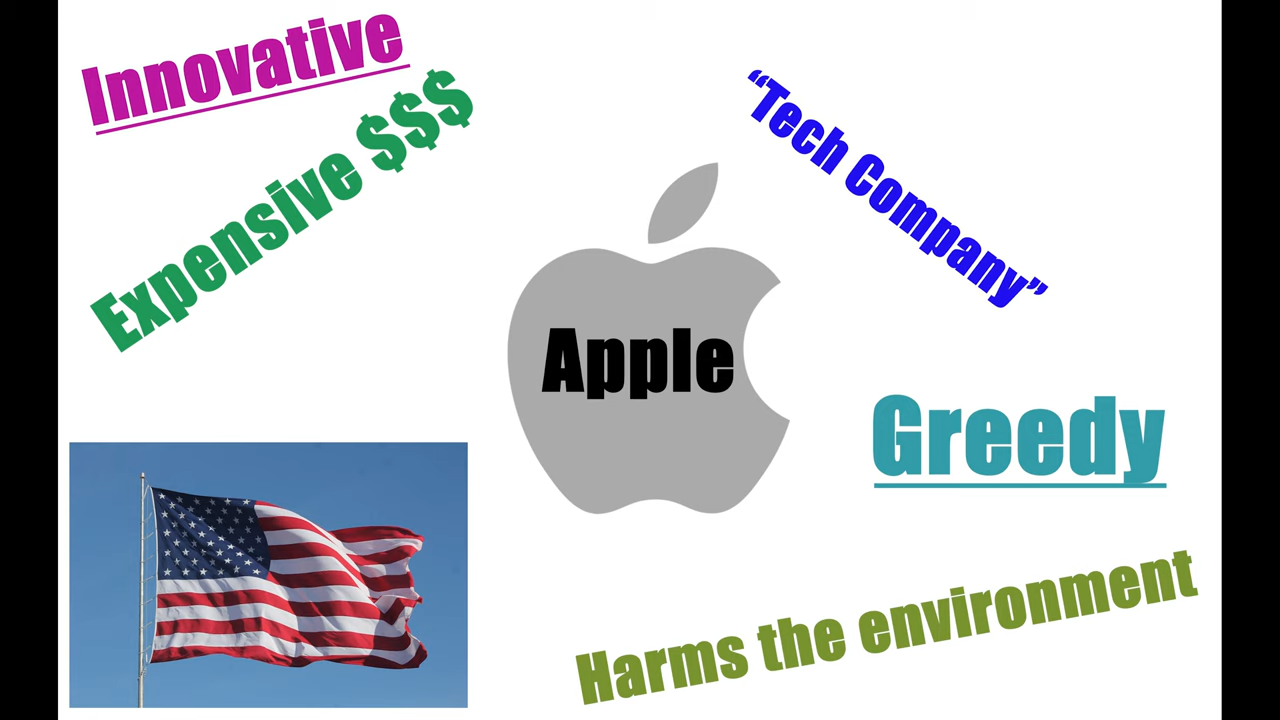 Innovative
Expensive $$$
“Tech Company”
Apple
Greedy
Harms the environment